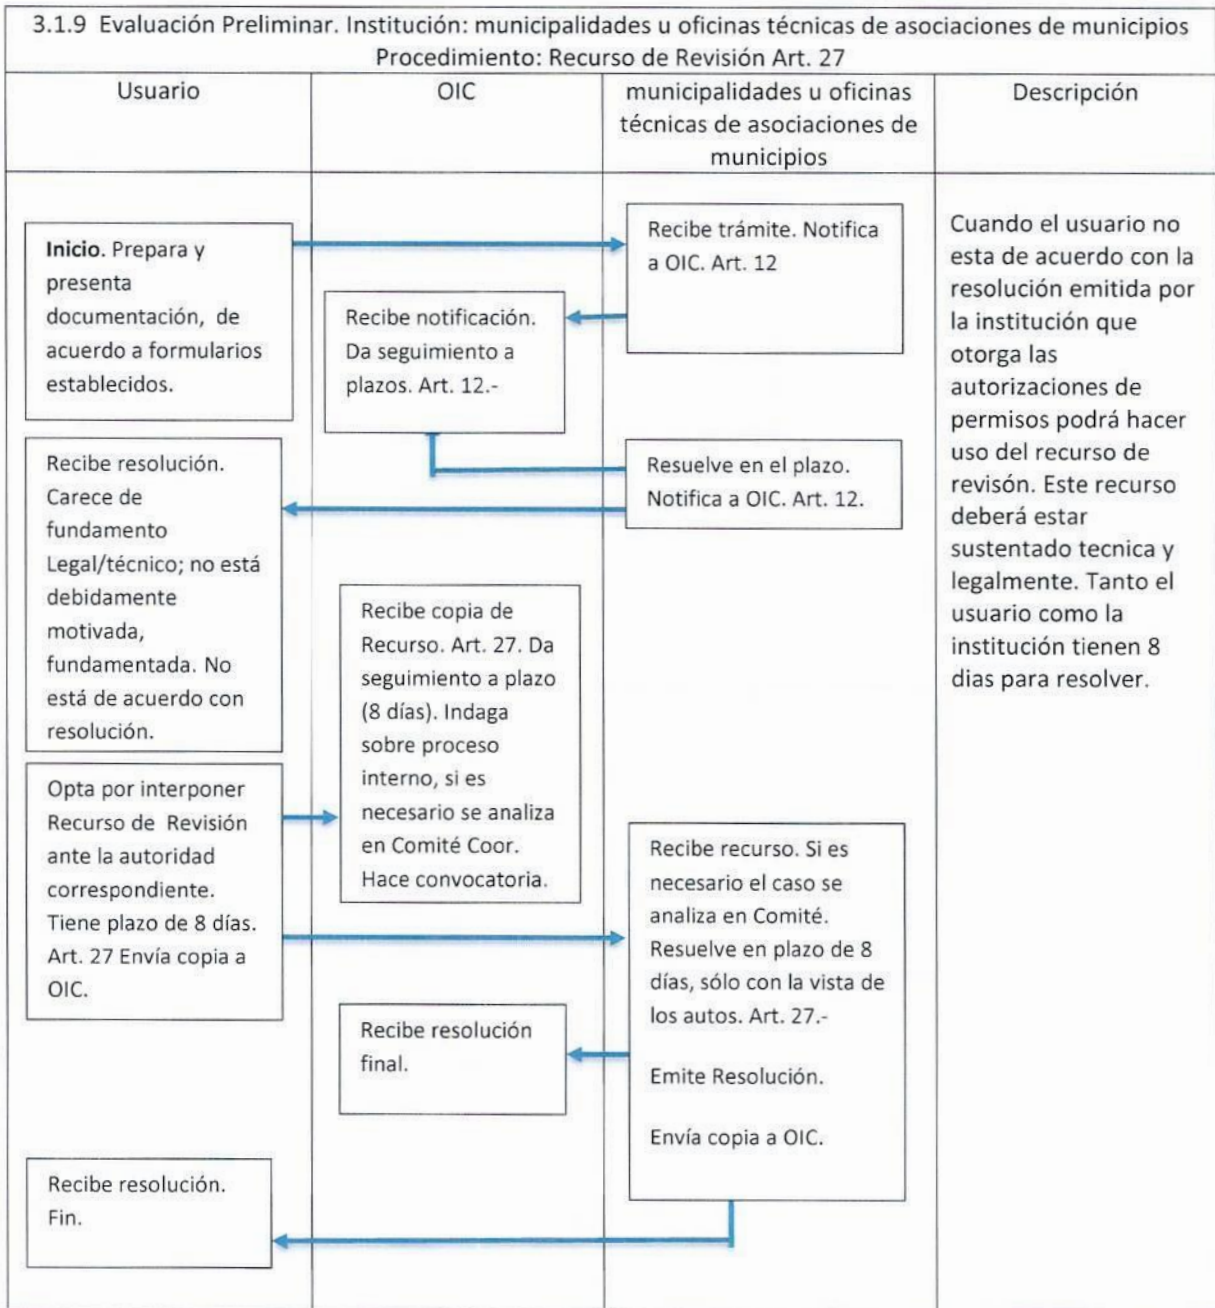 3.1.9 Evaluación Preliminar. Institución: municipalidades u oficinas técnicas de asociaciones de municipios
Procedimiento: Recurso de Revisión Art. 27
Usuario
OIC
municipalidades u oficinas
técnicas de asociaciones de
municipios
Descripción
Inicio. Prepara y
presenta
documentación, de
acuerdo a formularios
establecidos.
Recibe trámite. Notifica
a OIC. Art. 12
Recibe notificación.
Da seguimiento a
plazos. Art. 12.-
Resuelve en el plazo.
Notifica a OIC. Art. 12.
Recibe resolución.
Carece de
fundamento
Legal/técnico; no está
debidamente
motivada,
fundamentada. No
está de acuerdo con
resolución.
Opta por interponer
Recurso de Revisión
ante la autoridad
correspondiente.
Tiene plazo de 8 días.
Art. 27 Envía copia a
OIC.
Recibe copia de
Recurso. Art. 27. Da
seguimiento a plazo
(8 días). Indaga
sobre proceso
interno, si es
necesario se analiza
en Comité Coor.
Hace convocatoria.
Recibe recurso. Si es
necesario el caso se
analiza en Comité.
Resuelve en plazo de 8
días, sólo con la vista de
los autos. Art. 27.-
Emite Resolución.
Envía copia a OIC.
Recibe resolución
final.
Recibe resolución.
Fin.
Cuando el usuario no
esta de acuerdo con la
resolución emitida por
la institución que
otorga las
autorizaciones de
permisos podrá hacer
uso del recurso de
revisón. Este recurso
deberá estar
sustentado tecnica y
legalmente. Tanto el
usuario como la
institución tienen 8
dias para resolver.